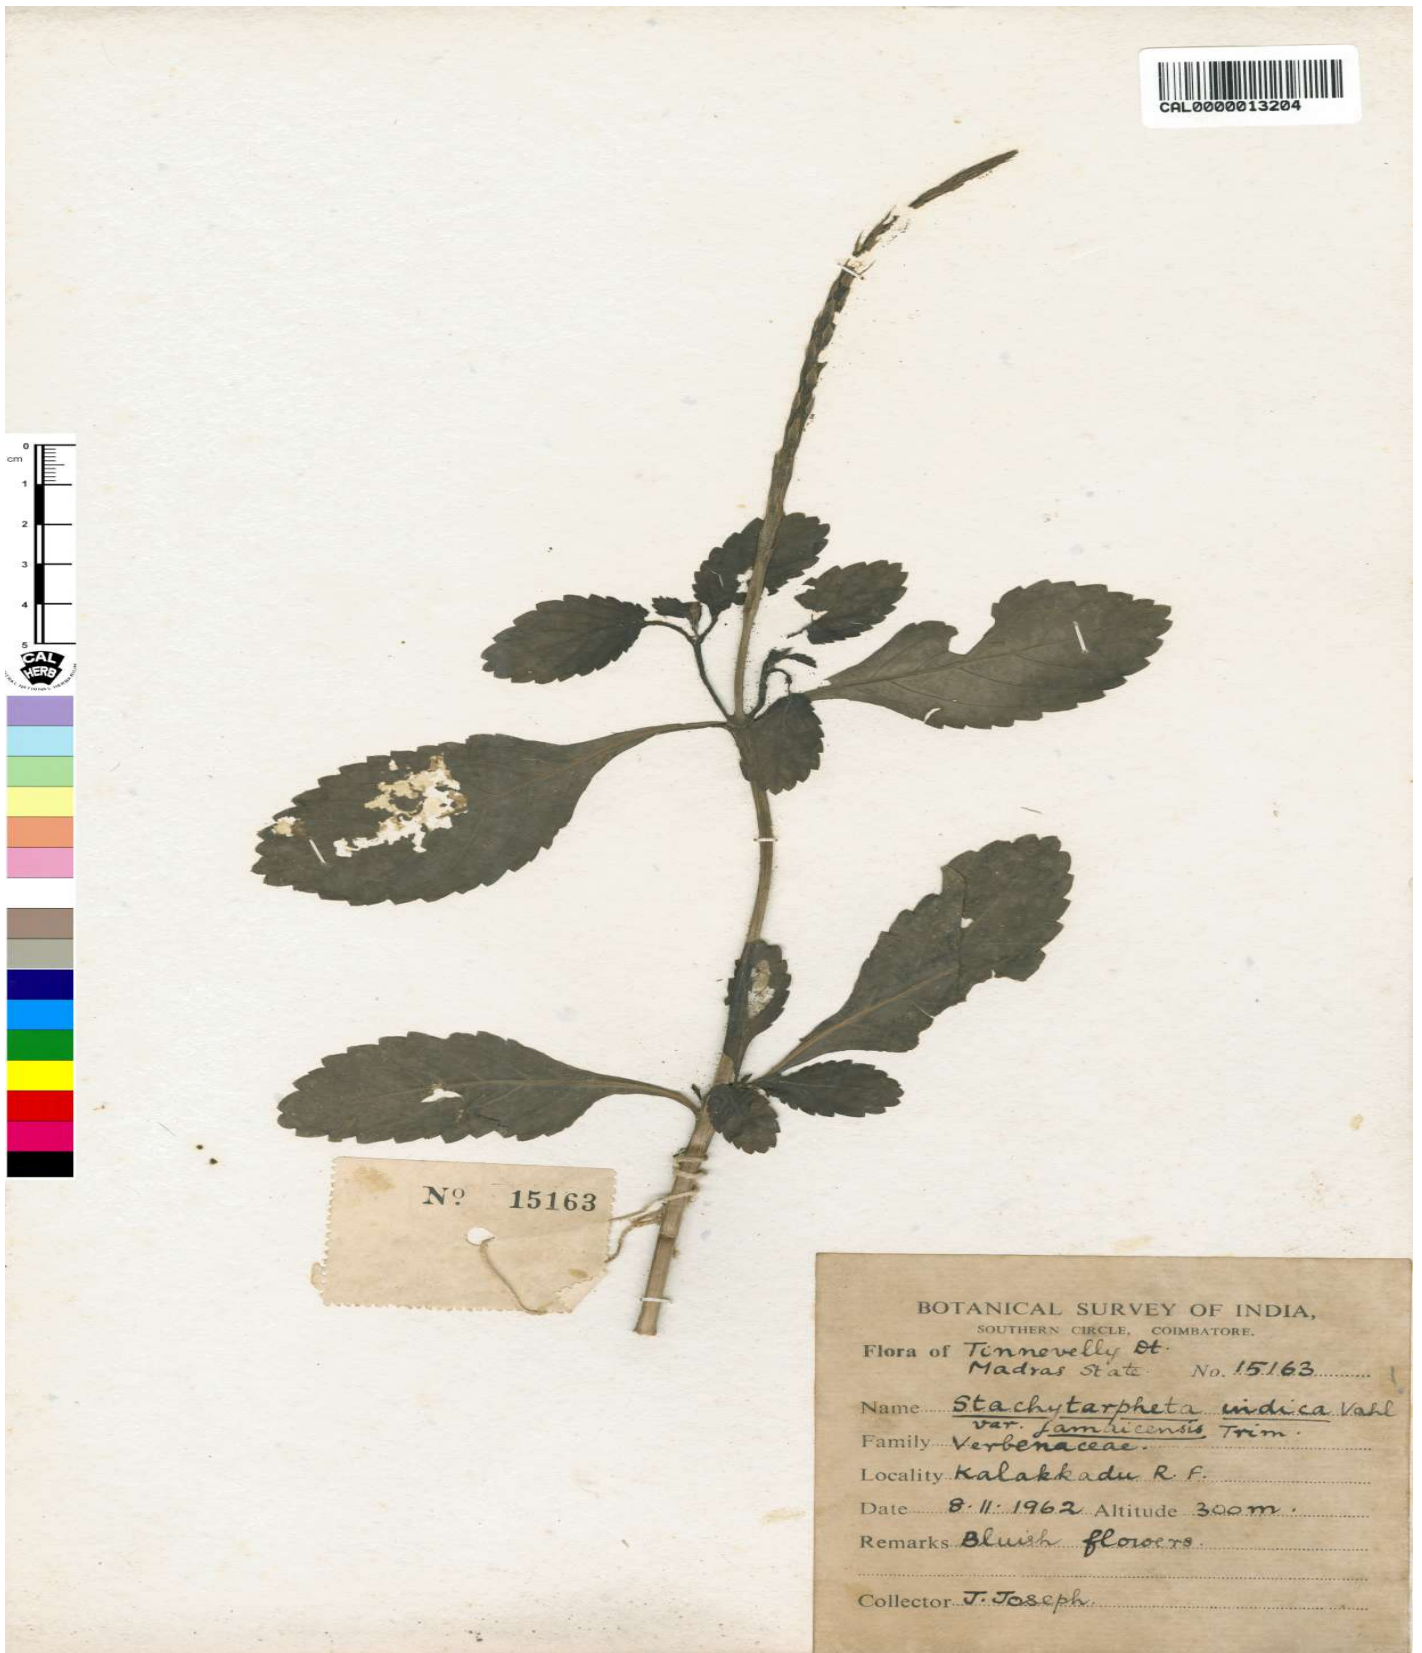 CAL0000013204
0
cm
1
2
3
4
5
CAL
HERB
Nº 15163
BOTANICAL SURVEY OF INDIA,
SOUTHERN CIRCLE, COIMBATORE.
Flora of Tinnevelly Dt.
Madras State. No. 15163
Name Stachytarpheta indica Vahl
var. Jamaicensis Trim.
Family Verbenaceae.
Locality Kalakkadu R. F.
Date 8.11.1962 Altitude 300m.
Remarks Bluish flowers.
Collector J. Joseph.